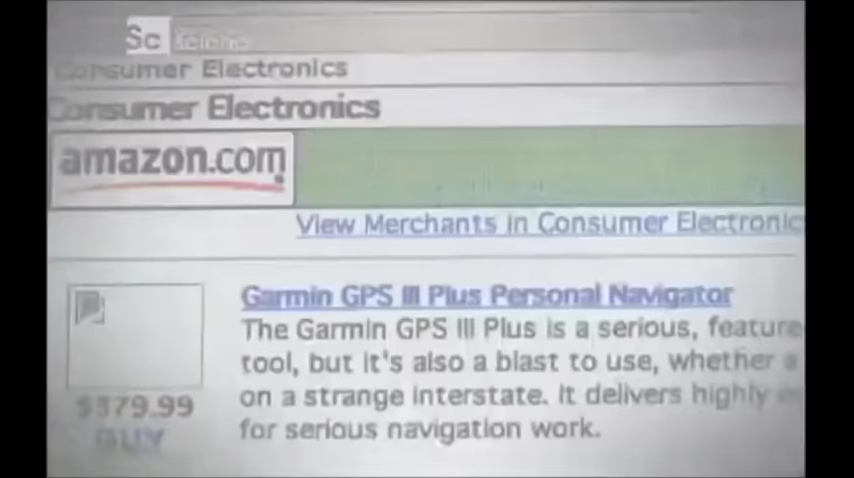 Sc Science
Consumer Electronics
Consumer Electronics
amazon.com
View Merchants in Consumer Electronic
Garmin GPS III Plus Personal Navigator
The Garmin GPS III Plus is a serious, feature
tool, but it's also a blast to use, whether a
on a strange interstate. It delivers highly
for serious navigation work.
$379.99
BUY